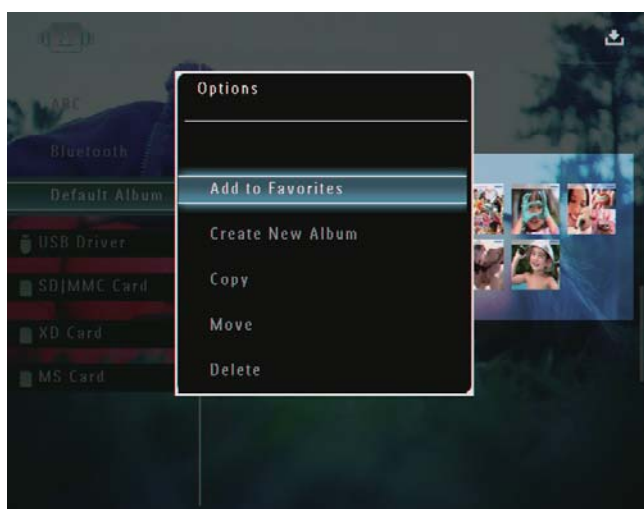 Options
ABC
Bluetooth
Default Album
USB Driver
SD|MMC Card
XD Card
MS Card
Add to Favorites
Create New Album
Copy
Move
Delete